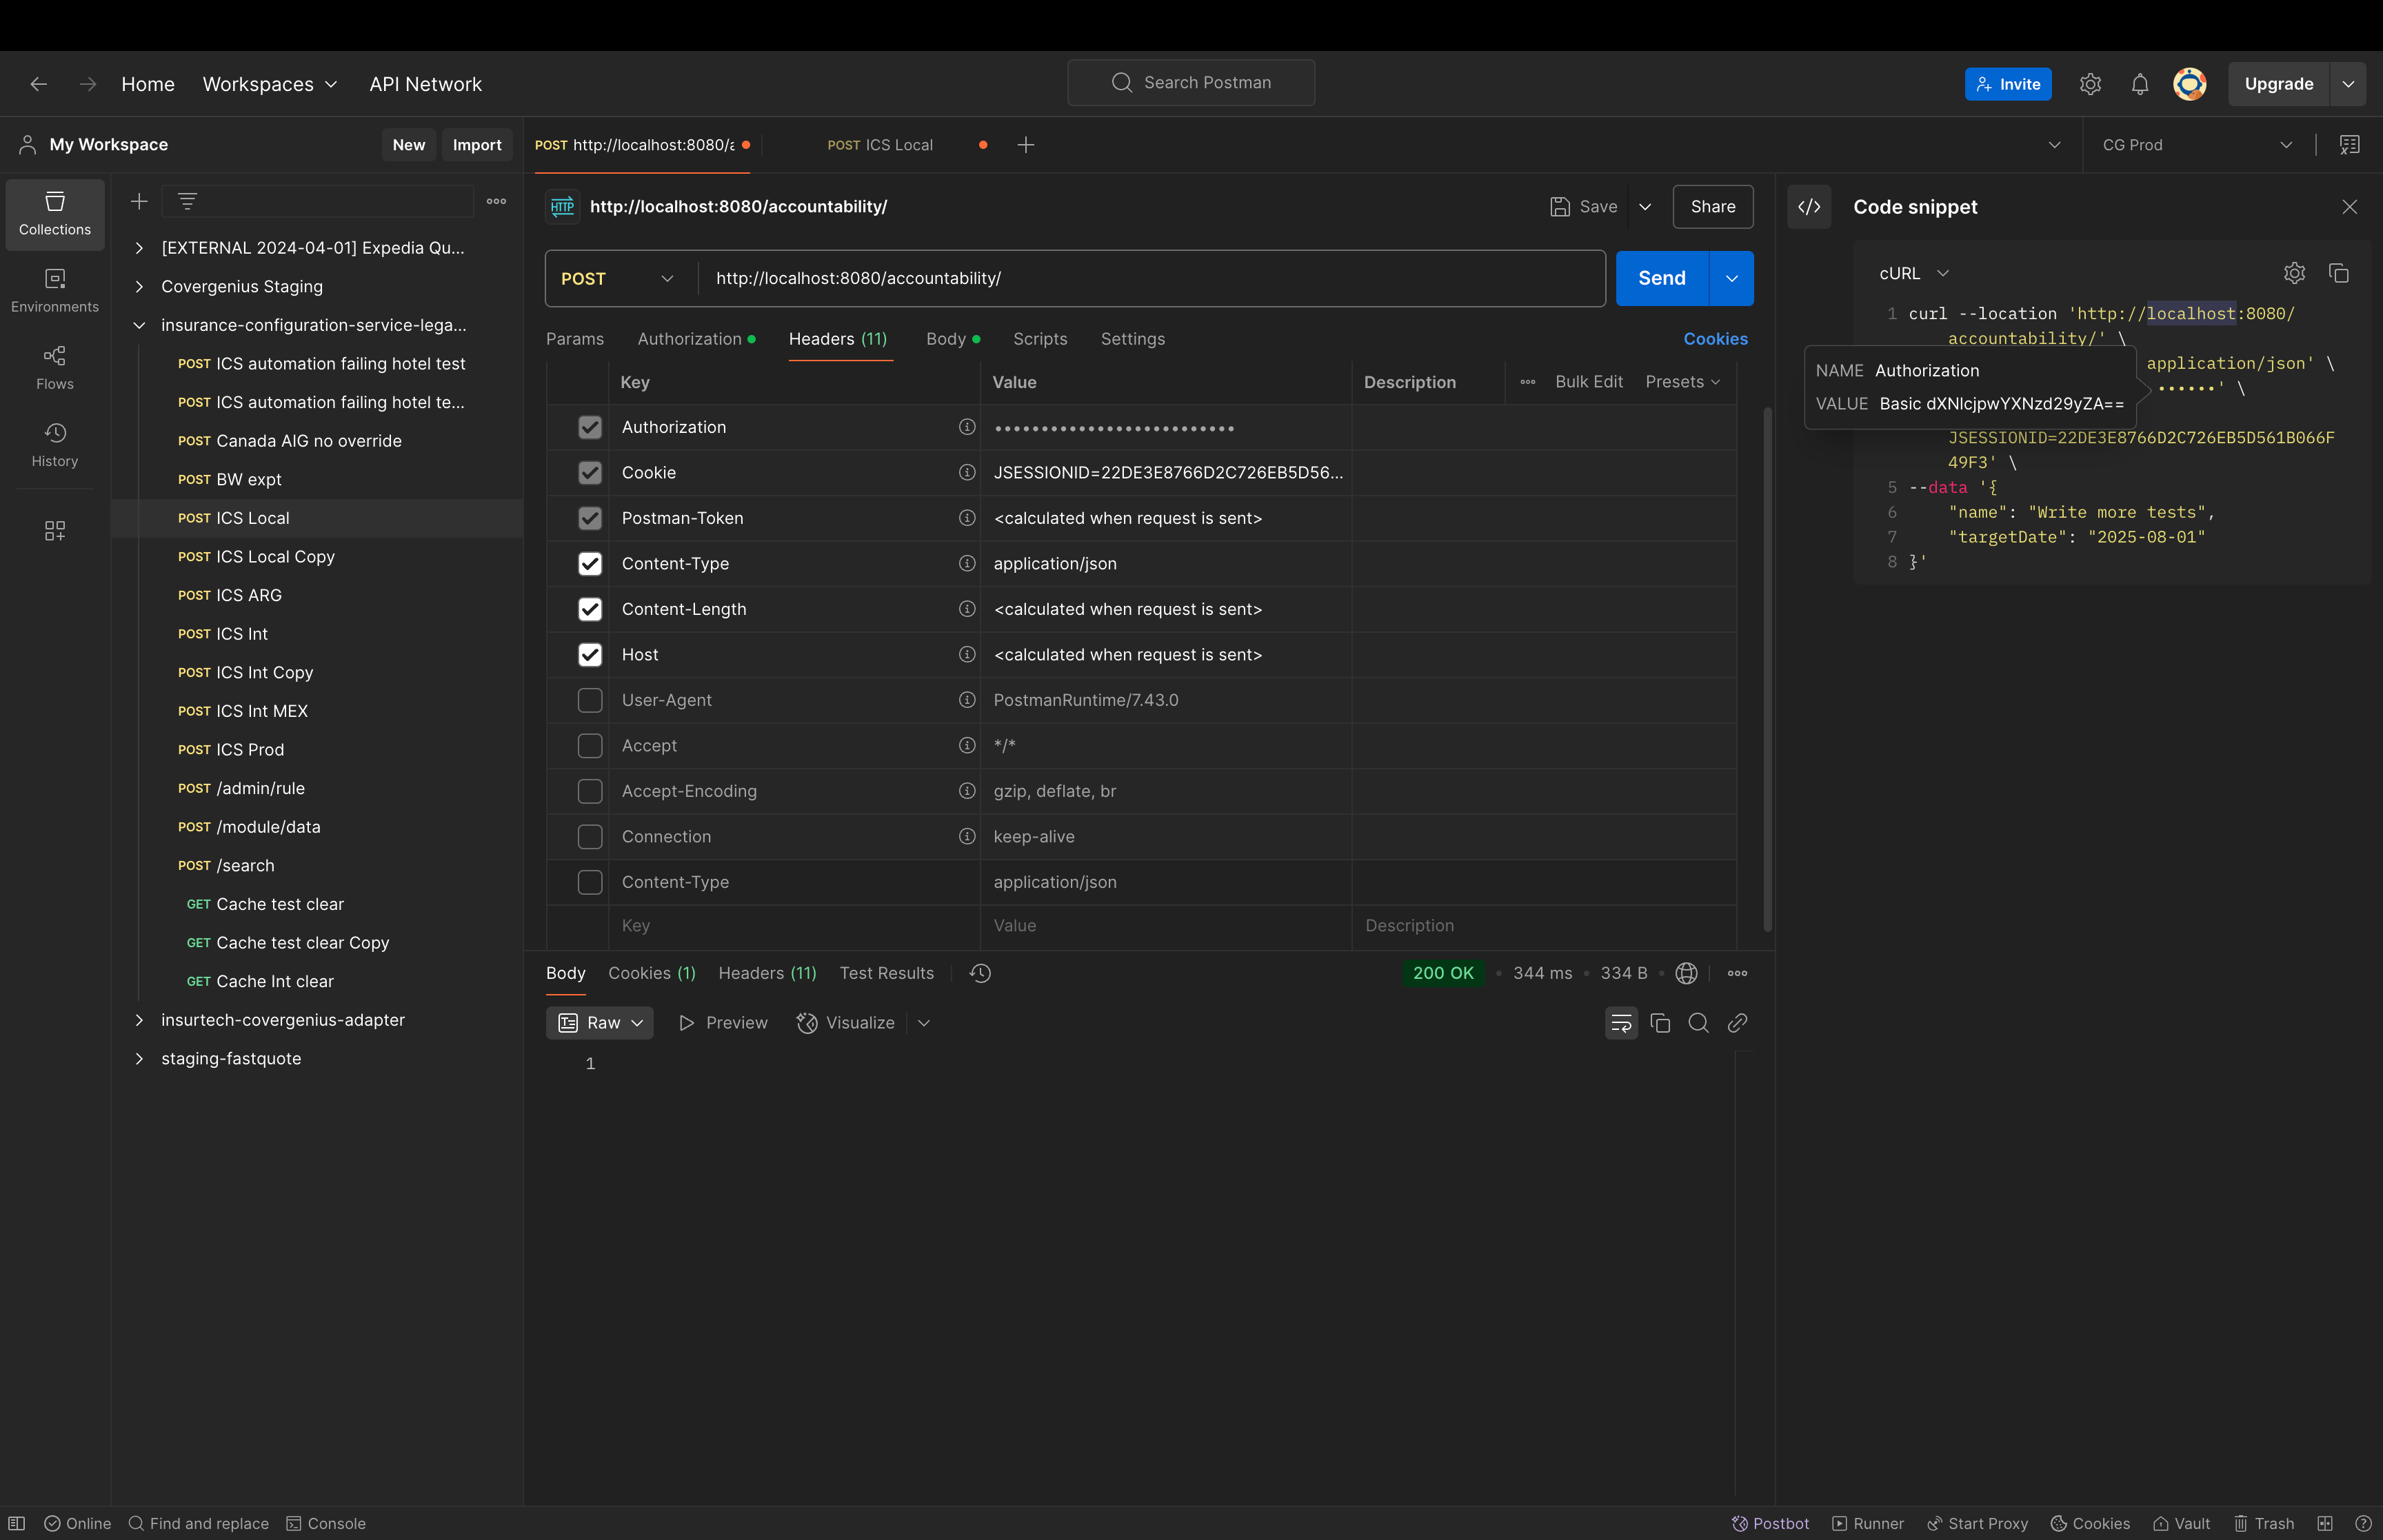 Home Workspaces API Network
Search Postman
Invite
Upgrade
My Workspace
New Import
POST http://localhost:8080/a
POST ICS Local
CG Prod
Collections
Environments
Flows
History
[EXTERNAL 2024-04-01] Expedia Qu...
Covergenius Staging
insurance-configuration-service-lega...
POST ICS automation failing hotel test
POST ICS automation failing hotel te...
POST Canada AIG no override
POST BW expt
POST ICS Local
POST ICS Local Copy
POST ICS ARG
POST ICS Int
POST ICS Int Copy
POST ICS Int MEX
POST ICS Prod
POST /admin/rule
POST /module/data
POST /search
GET Cache test clear
GET Cache test clear Copy
GET Cache Int clear
insurtech-covergenius-adapter
staging-fastquote
HTTP http://localhost:8080/accountability/
Save
Share
POST http://localhost:8080/accountability/
Send
Params Authorization Headers (11) Body Scripts Settings
Cookies
Key Value Description Bulk Edit Presets
Authorization ••••••••••••••••••••••••••
Cookie JSESSIONID=22DE3E8766D2C726EB5D56...
Postman-Token <calculated when request is sent>
Content-Type application/json
Content-Length <calculated when request is sent>
Host <calculated when request is sent>
User-Agent PostmanRuntime/7.43.0
Accept */*
Accept-Encoding gzip, deflate, br
Connection keep-alive
Content-Type application/json
Key Value Description
Body Cookies (1) Headers (11) Test Results
200 OK • 344 ms • 334 B
Raw Preview Visualize
1
Code snippet
cURL
1 curl --location 'http://localhost:8080/
accountability/' \
application/json' \
••••••' \
NAME Authorization
VALUE Basic dXNlcjpwYXNzd29yZA==
JSESSIONID=22DE3E8766D2C726EB5D561B066F
49F3' \
5 --data '{
6 "name": "Write more tests",
7 "targetDate": "2025-08-01"
8 }'
Online Find and replace Console
Postbot Runner Start Proxy Cookies Vault Trash